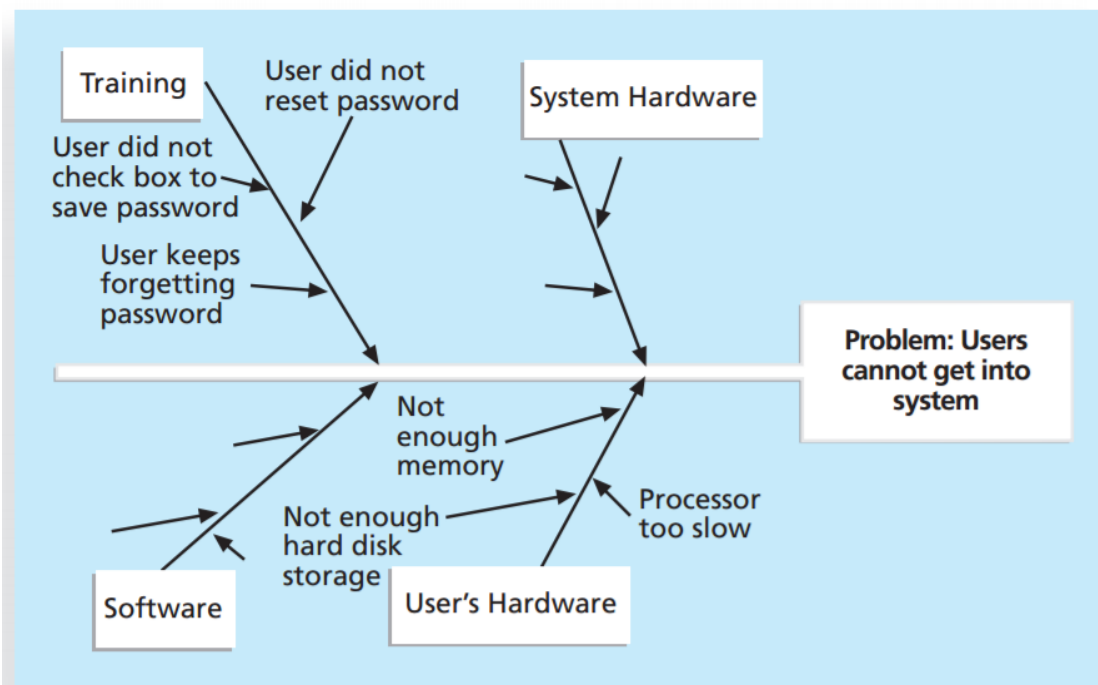 Training
User did not
reset password
System Hardware
User did not
check box to
save password
User keeps
forgetting
password
Problem: Users
cannot get into
system
Not
enough
memory
Not enough
hard disk
storage
Processor
too slow
Software
User's Hardware